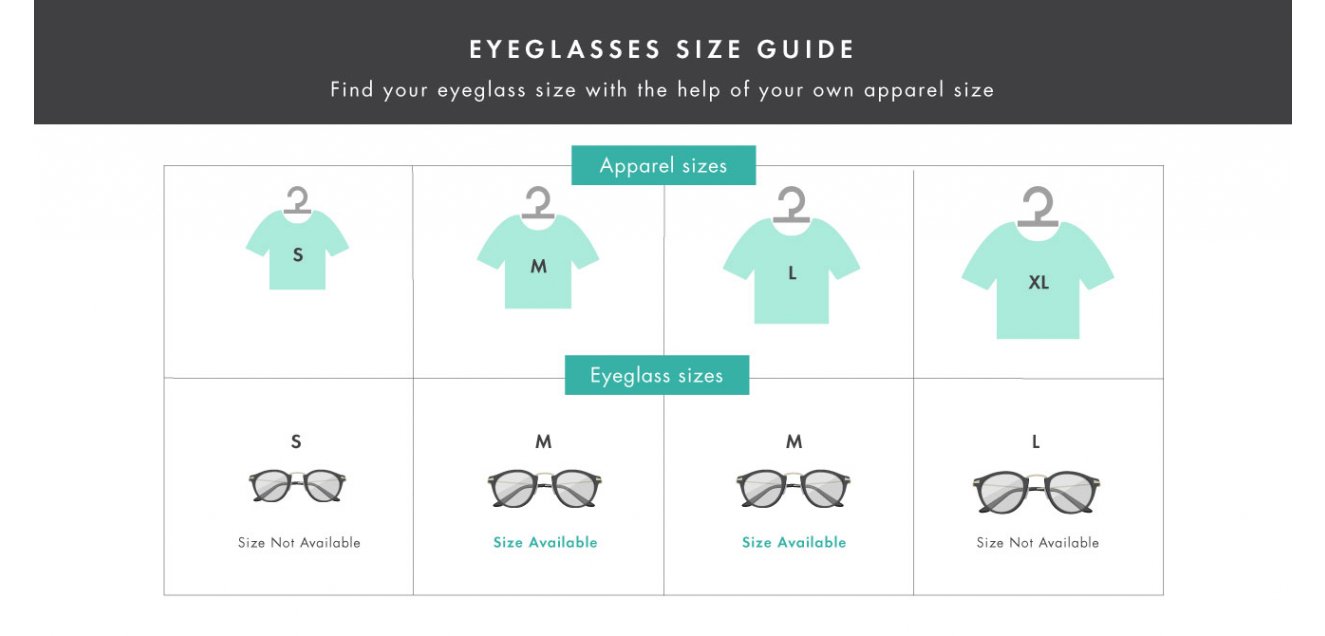 EYEGLASSES SIZE GUIDE
Find your eyeglass size with the help of your own apparel size
Apparel sizes
S
M
L
XL
Eyeglass sizes
S
M
M
L
Size Not Available
Size Available
Size Available
Size Not Available